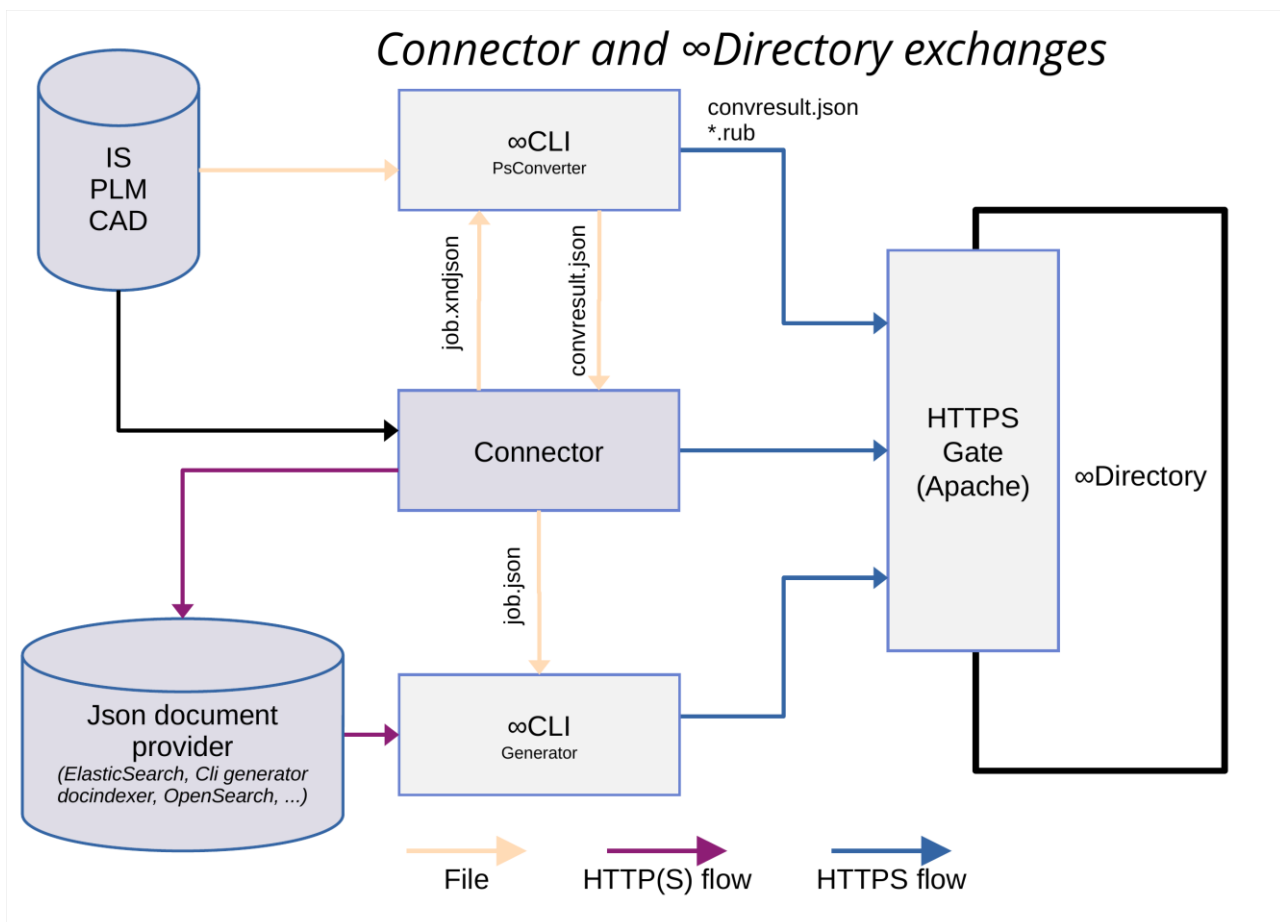 Connector and ∞Directory exchanges
IS
PLM
CAD
∞CLI
PsConverter
convresult.json
*.rub
job.xndjson
convresult.json
Connector
HTTPS
Gate
(Apache)
∞Directory
job.json
Json document
provider
(ElasticSearch, Cli generator
docindexer, OpenSearch, ...)
∞CLI
Generator
File
HTTP(S) flow
HTTPS flow